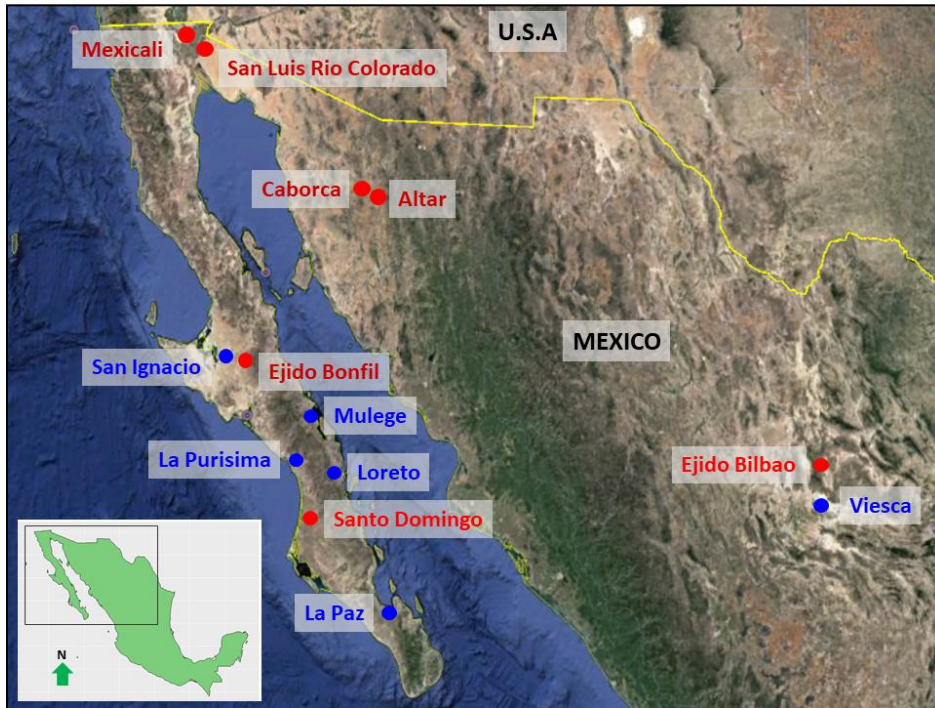 U.S.A
Mexicali
San Luis Rio Colorado
Caborca
Altar
MEXICO
San Ignacio
Ejido Bonfil
Mulege
La Purisima
Loreto
Ejido Bilbao
Viesca
Santo Domingo
La Paz
N